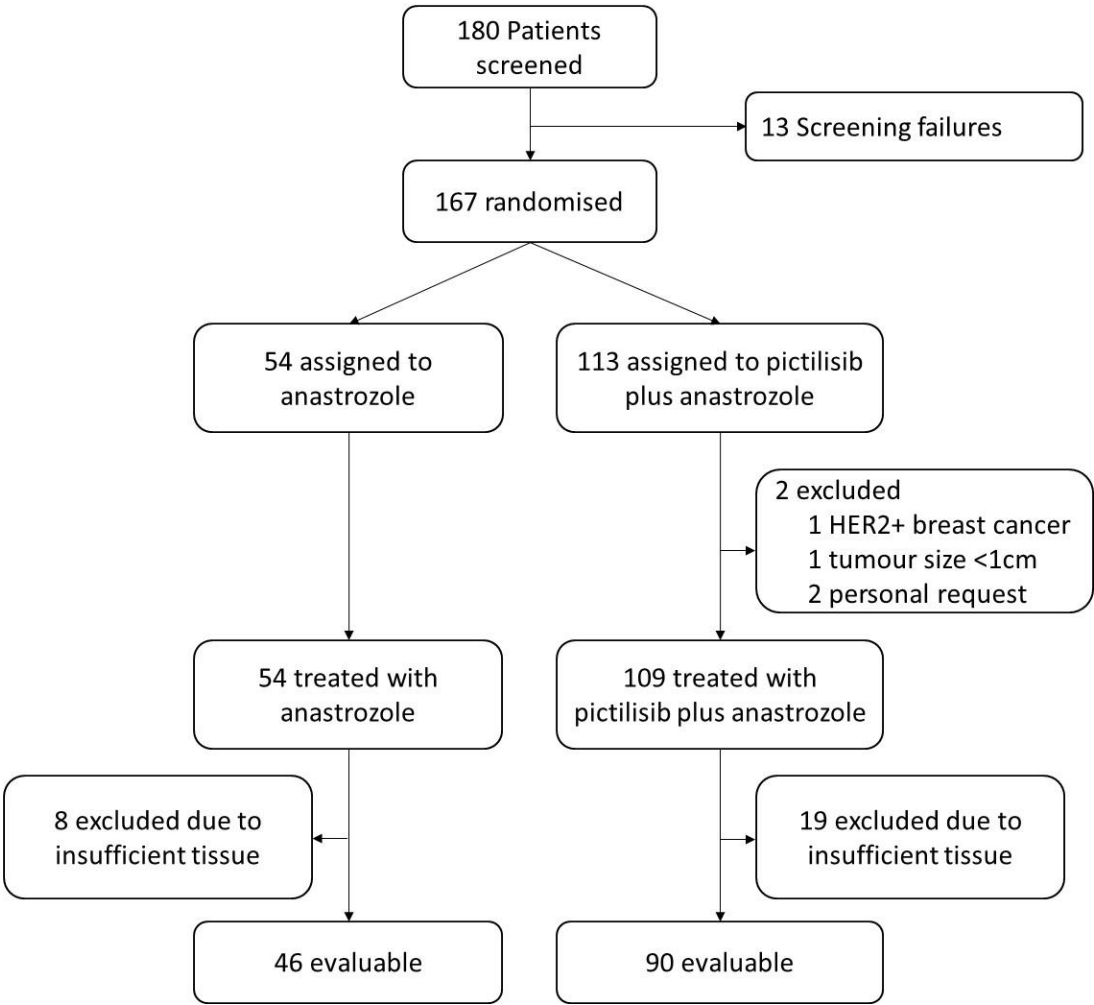 180 Patients
screened
13 Screening failures
167 randomised
54 assigned to
anastrozole
113 assigned to pictilisib
plus anastrozole
2 excluded
1 HER2+ breast cancer
1 tumour size <1cm
2 personal request
54 treated with
anastrozole
109 treated with
pictilisib plus anastrozole
8 excluded due to
insufficient tissue
19 excluded due to
insufficient tissue
46 evaluable
90 evaluable